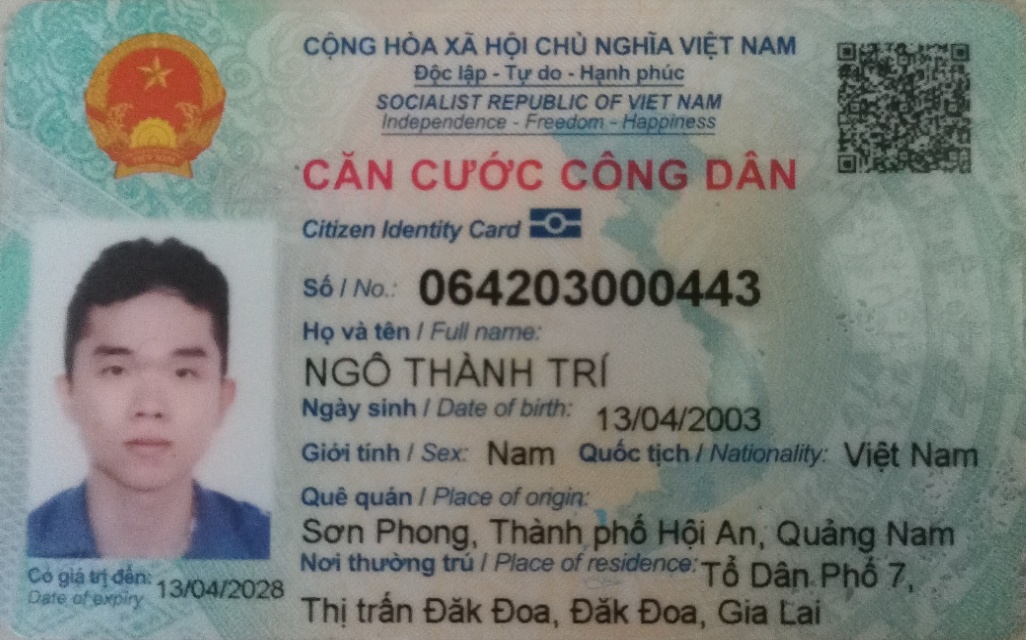 CỘNG HÒA XÃ HỘI CHỦ NGHĨA VIỆT NAM
Độc lập - Tự do - Hạnh phúc
SOCIALIST REPUBLIC OF VIET NAM
Independence - Freedom - Happiness
CĂN CƯỚC CÔNG DÂN
Citizen Identity Card
Số / No.: 064203000443
Họ và tên / Full name:
NGÔ THÀNH TRÍ
Ngày sinh / Date of birth: 13/04/2003
Giới tính / Sex: Nam Quốc tịch / Nationality: Việt Nam
Quê quán / Place of origin:
Sơn Phong, Thành phố Hội An, Quảng Nam
Nơi thường trú / Place of residence: Tổ Dân Phố 7,
Thị trấn Đăk Đoa, Đăk Đoa, Gia Lai
Có giá trị đến: 13/04/2028
Date of expiry